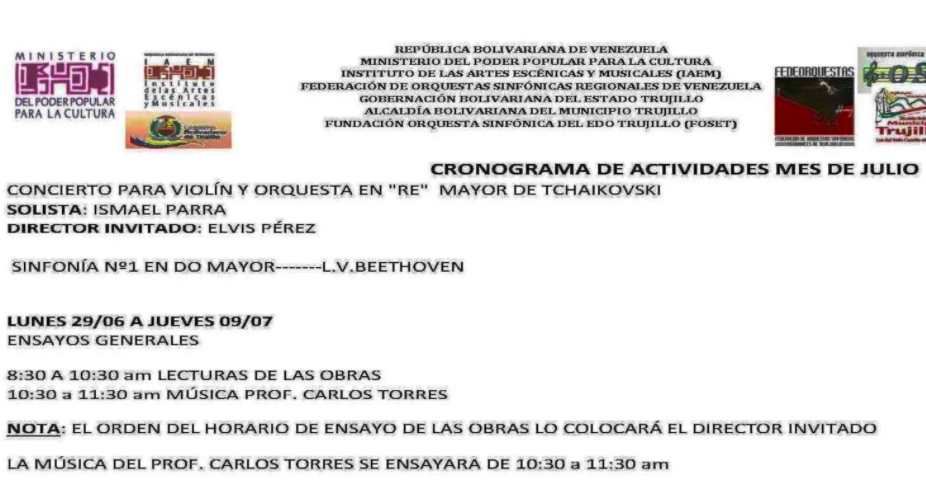 MINISTERIO
DEL PODER POPULAR
PARA LA CULTURA
IAEM
Instituto
de las Artes
Escénicas
y Musicales
REPÚBLICA BOLIVARIANA DE VENEZUELA
MINISTERIO DEL PODER POPULAR PARA LA CULTURA
INSTITUTO DE LAS ARTES ESCÉNICAS Y MUSICALES (IAEM)
FEDERACIÓN DE ORQUESTAS SINFÓNICAS REGIONALES DE VENEZUELA
GOBERNACIÓN BOLIVARIANA DEL ESTADO TRUJILLO
ALCALDÍA BOLIVARIANA DEL MUNICIPIO TRUJILLO
FUNDACIÓN ORQUESTA SINFÓNICA DEL EDO TRUJILLO (FOSET)
FEDEORQUESTAS
ORQUESTA SINFÓNICA
Trujill
CRONOGRAMA DE ACTIVIDADES MES DE JULIO
CONCIERTO PARA VIOLÍN Y ORQUESTA EN "RE" MAYOR DE TCHAIKOVSKI
SOLISTA: ISMAEL PARRA
DIRECTOR INVITADO: ELVIS PÉREZ
SINFONÍA Nº1 EN DO MAYOR-------L.V.BEETHOVEN
LUNES 29/06 A JUEVES 09/07
ENSAYOS GENERALES
8:30 A 10:30 am LECTURAS DE LAS OBRAS
10:30 a 11:30 am MÚSICA PROF. CARLOS TORRES
NOTA: EL ORDEN DEL HORARIO DE ENSAYO DE LAS OBRAS LO COLOCARÁ EL DIRECTOR INVITADO
LA MÚSICA DEL PROF. CARLOS TORRES SE ENSAYARA DE 10:30 a 11:30 am